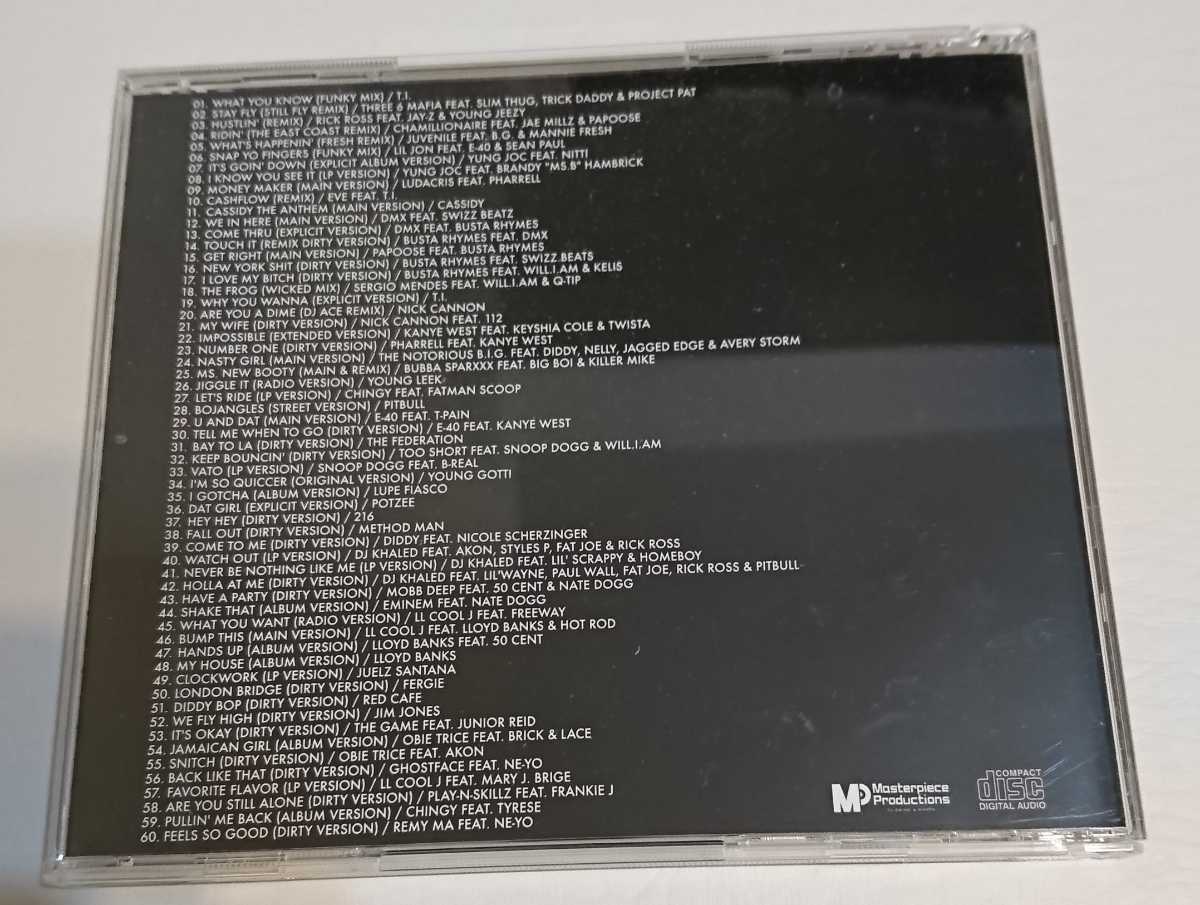 01. WHAT YOU KNOW (FUNKY MIX) / T.I.
02. STAY FLY (STILL FLY REMIX) / THREE 6 MAFIA FEAT. SLIM THUG, TRICK DADDY & PROJECT PAT
03. HUSTLIN' (REMIX) / RICK ROSS FEAT. JAY-Z & YOUNG JEEZY
04. RIDIN' (THE EAST COAST REMIX) / CHAMILLIONAIRE FEAT. JAE MILLZ & PAPOOSE
05. WHAT'S HAPPENIN' (FRESH REMIX) / JUVENILE FEAT. B.G. & MANNIE FRESH
06. SNAP YO FINGERS (FUNKY MIX) / LIL JON FEAT. E-40 & SEAN PAUL
07. IT'S GOIN' DOWN (EXPLICIT ALBUM VERSION) / YUNG JOC FEAT. NITTI
08. I KNOW YOU SEE IT (LP VERSION) / YUNG JOC FEAT. BRANDY "MS.B" HAMBRICK
09. MONEY MAKER (MAIN VERSION) / LUDACRIS FEAT. PHARRELL
10. CASHFLOW (REMIX) / EVE FEAT. T.I.
11. CASSIDY THE ANTHEM (MAIN VERSION) / CASSIDY
12. WE IN HERE (MAIN VERSION) / DMX FEAT. SWIZZ BEATZ
13. COME THRU (EXPLICIT VERSION) / DMX FEAT. BUSTA RHYMES
14. TOUCH IT (REMIX DIRTY VERSION) / BUSTA RHYMES FEAT. DMX
15. GET RIGHT (MAIN VERSION) / PAPOOSE FEAT. BUSTA RHYMES
16. NEW YORK SHIT (DIRTY VERSION) / BUSTA RHYMES FEAT. SWIZZ.BEATS
17. I LOVE MY BITCH (DIRTY VERSION) / BUSTA RHYMES FEAT. WILL.I.AM & KELIS
18. THE FROG (WICKED MIX) / SERGIO MENDES FEAT. WILL.I.AM & Q-TIP
19. WHY YOU WANNA (EXPLICIT VERSION) / T.I.
20. ARE YOU A DIME (DJ ACE REMIX) / NICK CANNON
21. MY WIFE (DIRTY VERSION) / NICK CANNON FEAT. 112
22. IMPOSSIBLE (EXTENDED VERSION) / KANYE WEST FEAT. KEYSHIA COLE & TWISTA
23. NUMBER ONE (DIRTY VERSION) / PHARRELL FEAT. KANYE WEST
24. NASTY GIRL (MAIN VERSION) / THE NOTORIOUS B.I.G. FEAT. DIDDY, NELLY, JAGGED EDGE & AVERY STORM
25. MS. NEW BOOTY (MAIN & REMIX) / BUBBA SPARXXX FEAT. BIG BOI & KILLER MIKE
26. JIGGLE IT (RADIO VERSION) / YOUNG LEEK
27. LET'S RIDE (LP VERSION) / CHINGY FEAT. FATMAN SCOOP
28. BOJANGLES (STREET VERSION) / PITBULL
29. U AND DAT (MAIN VERSION) / E-40 FEAT. T-PAIN
30. TELL ME WHEN TO GO (DIRTY VERSION) / E-40 FEAT. KANYE WEST
31. BAY TO LA (DIRTY VERSION) / THE FEDERATION
32. KEEP BOUNCIN' (DIRTY VERSION) / TOO SHORT FEAT. SNOOP DOGG & WILL.I.AM
33. VATO (LP VERSION) / SNOOP DOGG FEAT. B-REAL
34. I'M SO QUICCER (ORIGINAL VERSION) / YOUNG GOTTI
35. I GOTCHA (ALBUM VERSION) / LUPE FIASCO
36. DAT GIRL (EXPLICIT VERSION) / POTZEE
37. HEY HEY (DIRTY VERSION) / 216
38. FALL OUT (DIRTY VERSION) / METHOD MAN
39. COME TO ME (DIRTY VERSION) / DIDDY FEAT. NICOLE SCHERZINGER
40. WATCH OUT (LP VERSION) / DJ KHALED FEAT. AKON, STYLES P, FAT JOE & RICK ROSS
41. NEVER BE NOTHING LIKE ME (LP VERSION) / DJ KHALED FEAT. LIL' SCRAPPY & HOMEBOY
42. HOLLA AT ME (DIRTY VERSION) / DJ KHALED FEAT. LIL'WAYNE, PAUL WALL, FAT JOE, RICK ROSS & PITBULL
43. HAVE A PARTY (DIRTY VERSION) / MOBB DEEP FEAT. 50 CENT & NATE DOGG
44. SHAKE THAT (ALBUM VERSION) / EMINEM FEAT. NATE DOGG
45. WHAT YOU WANT (RADIO VERSION) / LL COOL J FEAT. FREEWAY
46. BUMP THIS (MAIN VERSION) / LL COOL J FEAT. LLOYD BANKS & HOT ROD
47. HANDS UP (ALBUM VERSION) / LLOYD BANKS FEAT. 50 CENT
48. MY HOUSE (ALBUM VERSION) / LLOYD BANKS
49. CLOCKWORK (LP VERSION) / JUELZ SANTANA
50. LONDON BRIDGE (DIRTY VERSION) / FERGIE
51. DIDDY BOP (DIRTY VERSION) / RED CAFE
52. WE FLY HIGH (DIRTY VERSION) / JIM JONES
53. IT'S OKAY (DIRTY VERSION) / THE GAME FEAT. JUNIOR REID
54. JAMAICAN GIRL (ALBUM VERSION) / OBIE TRICE FEAT. BRICK & LACE
55. SNITCH (DIRTY VERSION) / OBIE TRICE FEAT. AKON
56. BACK LIKE THAT (DIRTY VERSION) / GHOSTFACE FEAT. NE-YO
57. FAVORITE FLAVOR (LP VERSION) / LL COOL J FEAT. MARY J. BRIGE
58. ARE YOU STILL ALONE (DIRTY VERSION) / PLAY-N-SKILLZ FEAT. FRANKIE J
59. PULLIN' ME BACK (ALBUM VERSION) / CHINGY FEAT. TYRESE
60. FEELS SO GOOD (DIRTY VERSION) / REMY MA FEAT. NE-YO
MP Masterpiece
Productions
COMPACT
disc
DIGITAL AUDIO